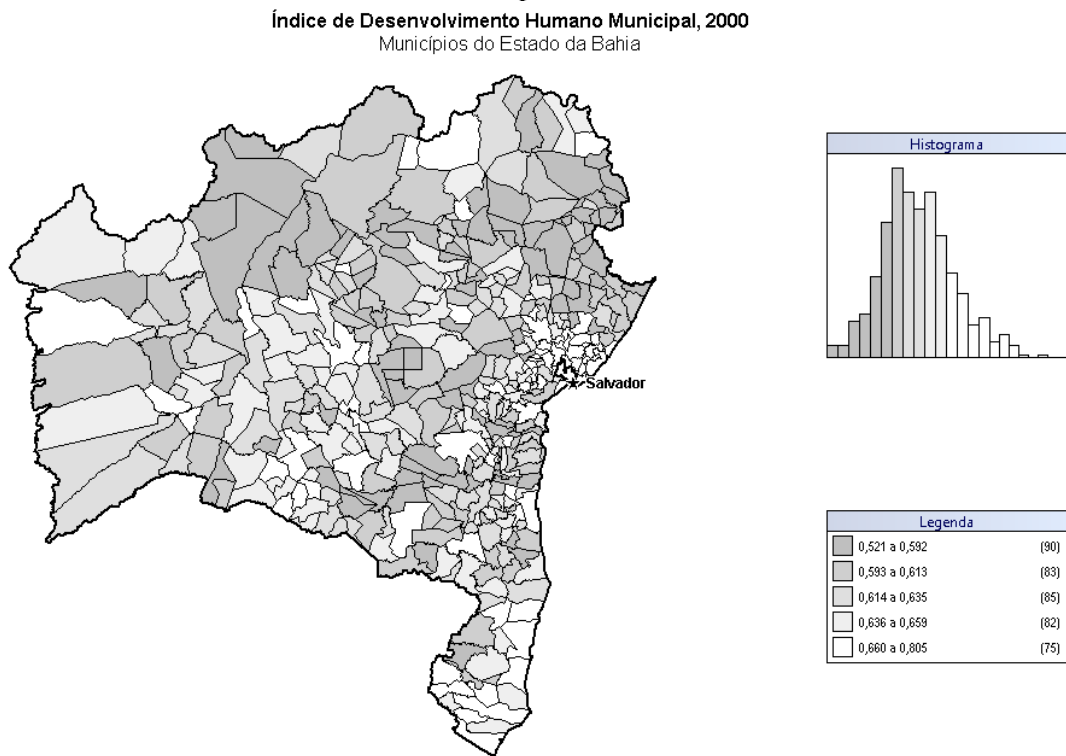 Índice de Desenvolvimento Humano Municipal, 2000
Municípios do Estado da Bahia
Histograma
Salvador
Legenda
0,521 a 0,592 (90)
0,593 a 0,613 (83)
0,614 a 0,635 (85)
0,636 a 0,659 (82)
0,660 a 0,805 (75)